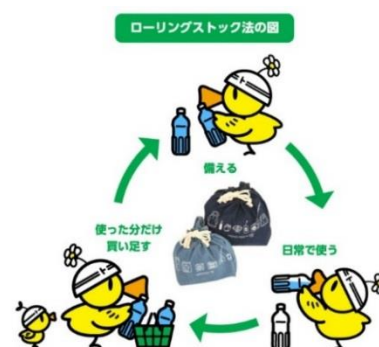 ローリングストック法の図
備える
使った分だけ
買い足す
日常で使う